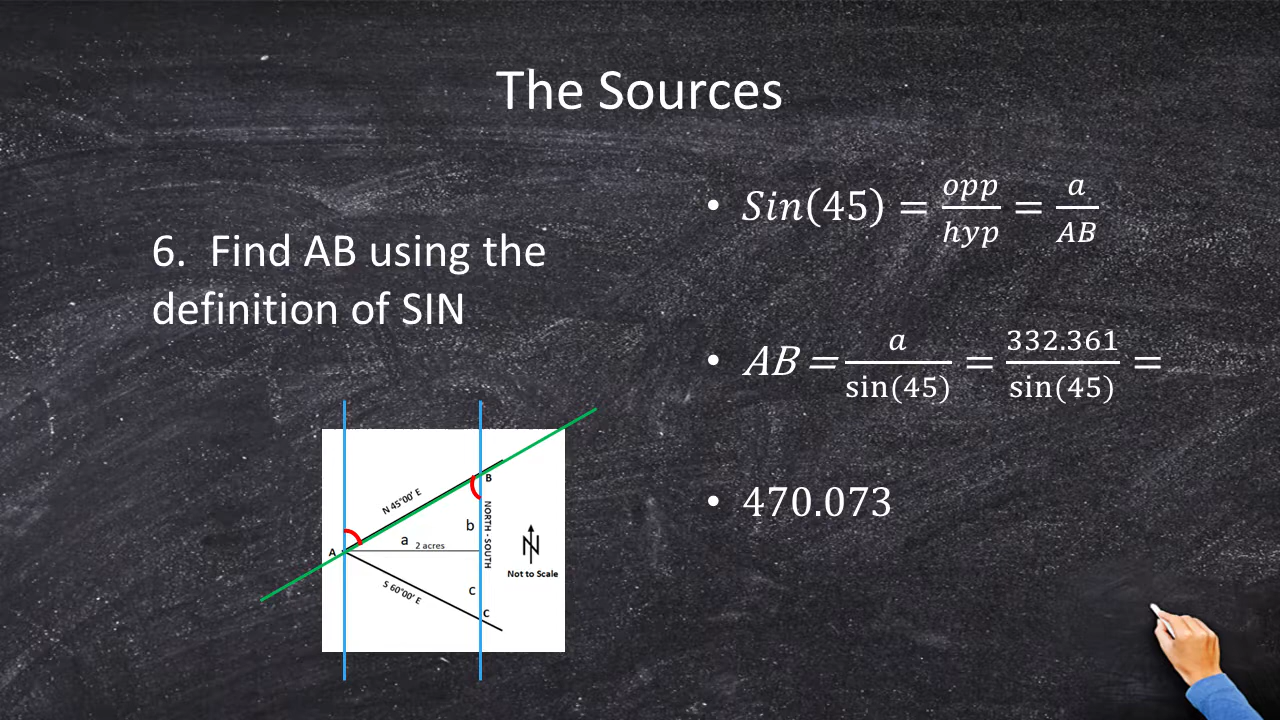 The Sources
6. Find AB using the
definition of SIN
• Sin(45) = opp/hyp = a/AB
• AB = a/sin(45) = 332.361/sin(45) =
• 470.073
B
N 45°00' E
b
NORTH - SOUTH
a 2 acres
A
N
Not to Scale
S 60°00' E
c
C